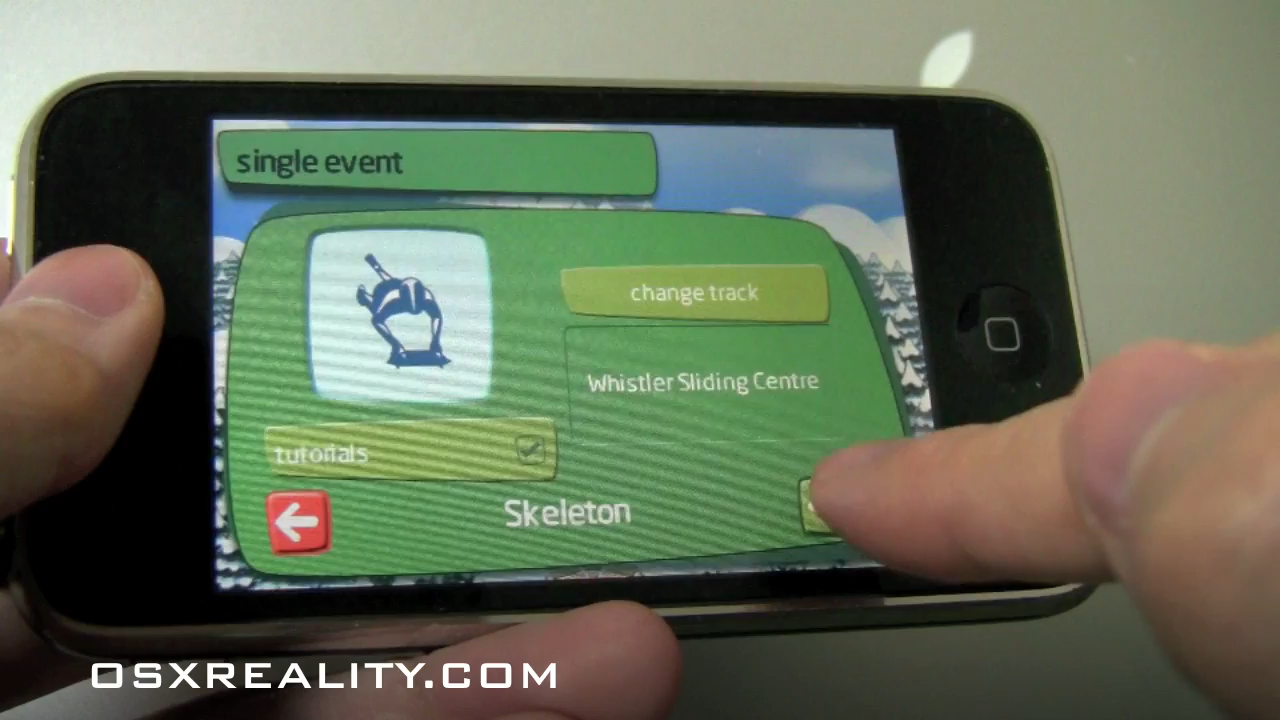 single event
change track
Whistler Sliding Centre
tutorials
Skeleton
OSXREALITY.COM